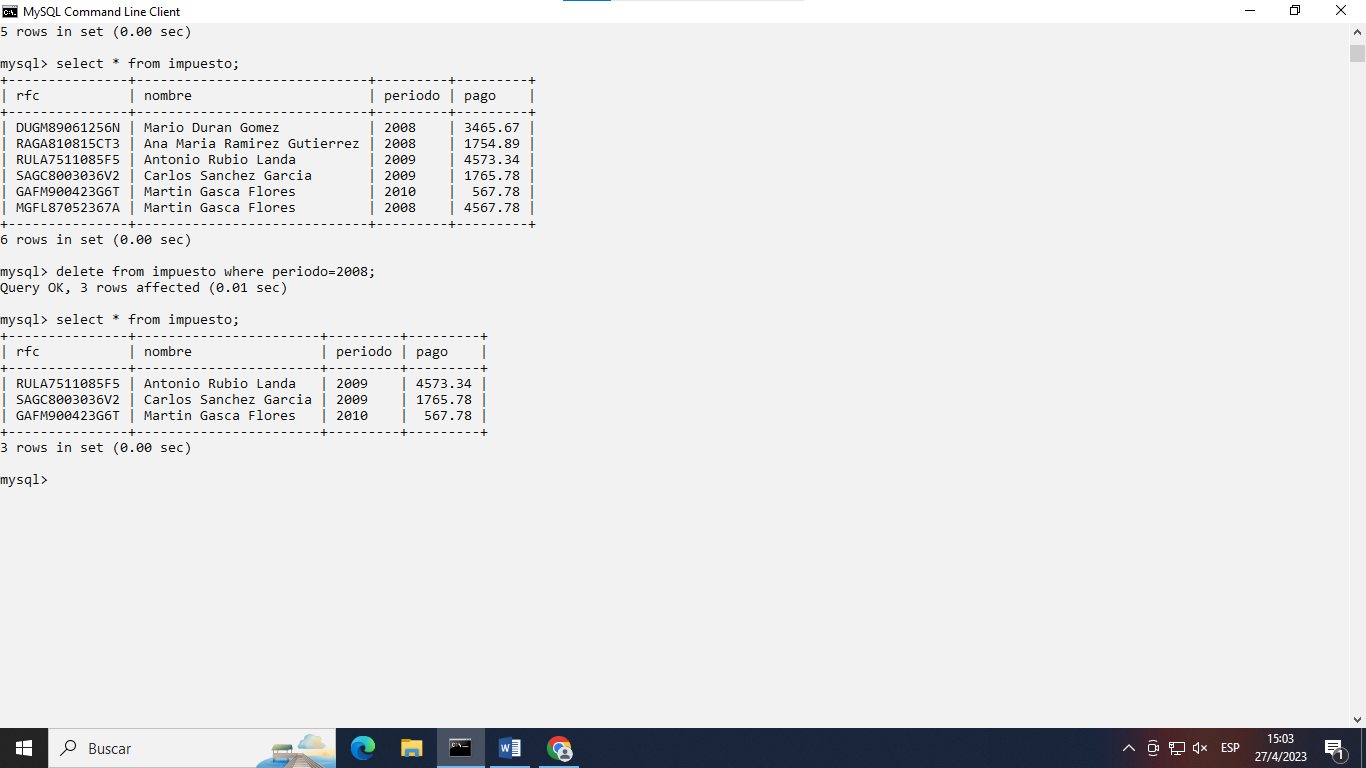 MySQL Command Line Client
5 rows in set (0.00 sec)
mysql> select * from impuesto;
+---------------+-----------------------------+---------+---------+
| rfc           | nombre                      | periodo | pago    |
+---------------+-----------------------------+---------+---------+
| DUGM89061256N | Mario Duran Gomez           | 2008    | 3465.67 |
| RAGA810815CT3 | Ana Maria Ramirez Gutierrez | 2008    | 1754.89 |
| RULA7511085F5 | Antonio Rubio Landa         | 2009    | 4573.34 |
| SAGC8003036V2 | Carlos Sanchez Garcia       | 2009    | 1765.78 |
| GAFM900423G6T | Martin Gasca Flores         | 2010    |  567.78 |
| MGFL87052367A | Martin Gasca Flores         | 2008    | 4567.78 |
+---------------+-----------------------------+---------+---------+
6 rows in set (0.00 sec)
mysql> delete from impuesto where periodo=2008;
Query OK, 3 rows affected (0.01 sec)
mysql> select * from impuesto;
+---------------+-----------------------+---------+---------+
| rfc           | nombre                | periodo | pago    |
+---------------+-----------------------+---------+---------+
| RULA7511085F5 | Antonio Rubio Landa   | 2009    | 4573.34 |
| SAGC8003036V2 | Carlos Sanchez Garcia | 2009    | 1765.78 |
| GAFM900423G6T | Martin Gasca Flores   | 2010    |  567.78 |
+---------------+-----------------------+---------+---------+
3 rows in set (0.00 sec)
mysql>
Buscar
ESP
15:03
27/4/2023
1